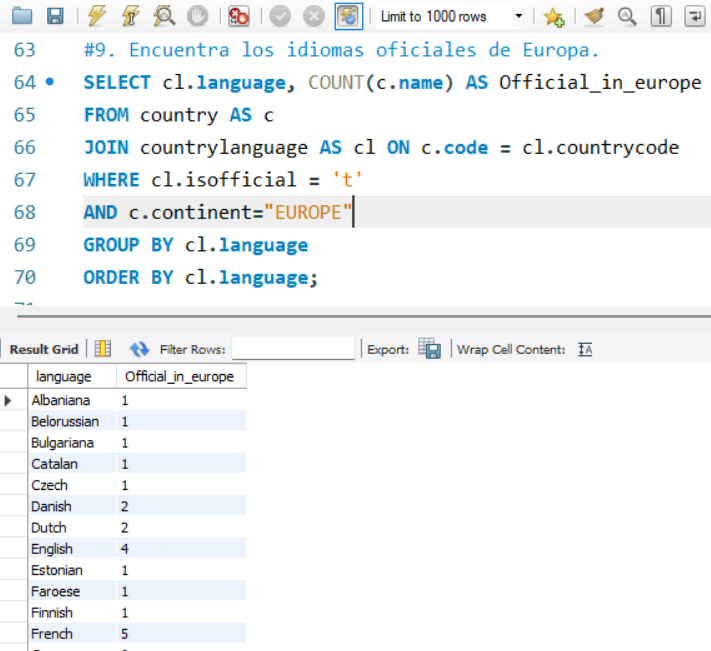 Limit to 1000 rows
63 #9. Encuentra los idiomas oficiales de Europa.
64 SELECT cl.language, COUNT(c.name) AS Official_in_europe
65 FROM country AS c
66 JOIN countrylanguage AS cl ON c.code = cl.countrycode
67 WHERE cl.isofficial = 't'
68 AND c.continent="EUROPE"
69 GROUP BY cl.language
70 ORDER BY cl.language;
Result Grid Filter Rows: Export: Wrap Cell Content: IA
language Official_in_europe
Albaniana 1
Belorussian 1
Bulgariana 1
Catalan 1
Czech 1
Danish 2
Dutch 2
English 4
Estonian 1
Faroese 1
Finnish 1
French 5